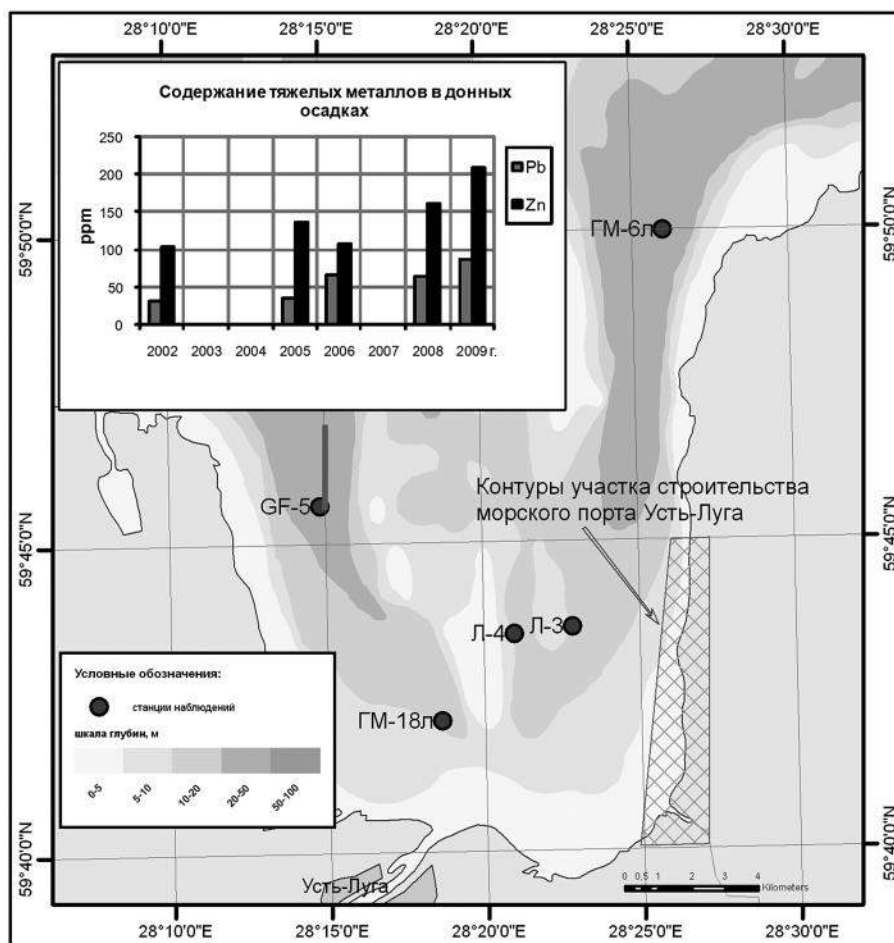 28°10'0"E 28°15'0"E 28°20'0"E 28°25'0"E 28°30'0"E
Содержание тяжелых металлов в донных
осадках
250
200
150
100
50
0
ppm
2002 2003 2004 2005 2006 2007 2008 2009 г.
Pb
Zn
59°50'0"N
59°50'0"N
ГМ-6л
Контуры участка строительства
морского порта Усть-Луга
GF-5
59°45'0"N
59°45'0"N
Л-4
Л-3
ГМ-18л
Условные обозначения:
станции наблюдений
шкала глубин, м
0-5 5-10 10-20 20-50 50-100
59°40'0"N
59°40'0"N
Усть-Луга
0 0,5 1 2 3 4
Kilometers
28°10'0"E 28°15'0"E 28°20'0"E 28°25'0"E 28°30'0"E